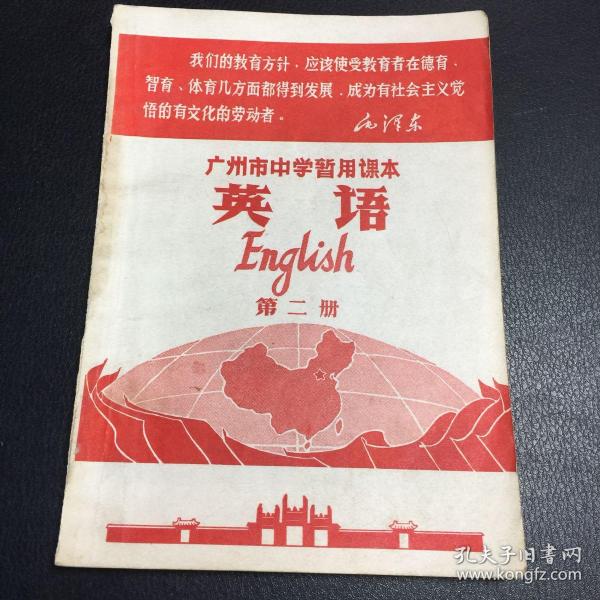 我们的教育方针，应该使受教育者在德育、
智育、体育几方面都得到发展，成为有社会主义觉
悟的有文化的劳动者。
毛泽东
广州市中学暂用课本
英语
English
第二册
孔夫子旧书网
www.kongfz.com